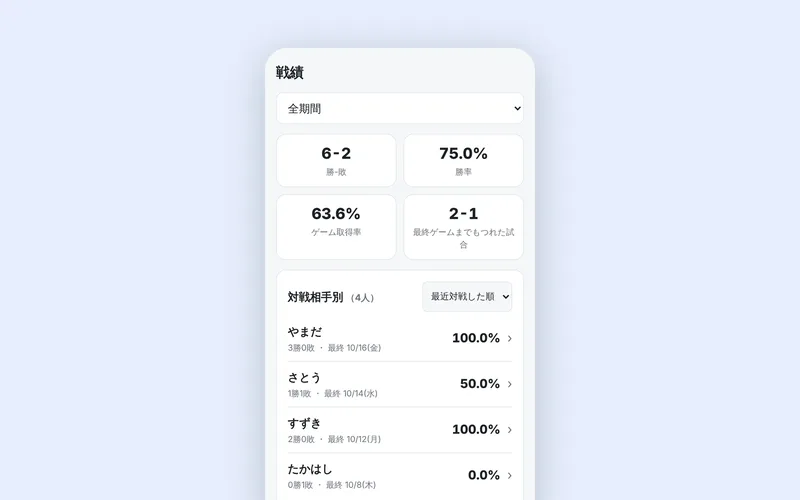 戦績
全期間
6-2
勝-敗
75.0%
勝率
63.6%
ゲーム取得率
2-1
最終ゲームまでもつれた試
合
対戦相手別 （4人）
最近対戦した順
やまだ
3勝0敗 · 最終 10/16(金)
100.0% ›
さとう
1勝1敗 · 最終 10/14(水)
50.0% ›
すずき
2勝0敗 · 最終 10/12(月)
100.0% ›
たかはし
0勝1敗 · 最終 10/8(木)
0.0% ›